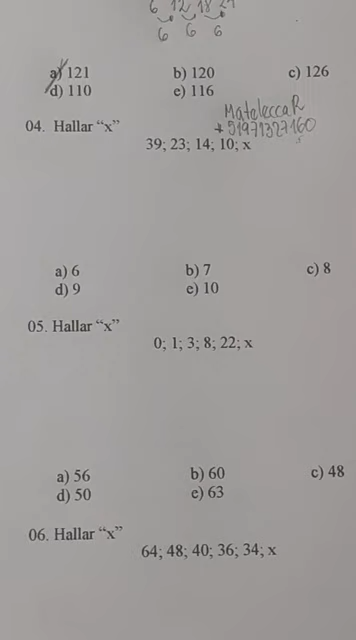 6 12 18 24
6 6 6
a) 121 b) 120 c) 126
d) 110 e) 116
MateleccaR
+51971327160
04. Hallar “x”
39; 23; 14; 10; x
a) 6 b) 7 c) 8
d) 9 e) 10
05. Hallar “x”
0; 1; 3; 8; 22; x
a) 56 b) 60 c) 48
d) 50 e) 63
06. Hallar “x”
64; 48; 40; 36; 34; x